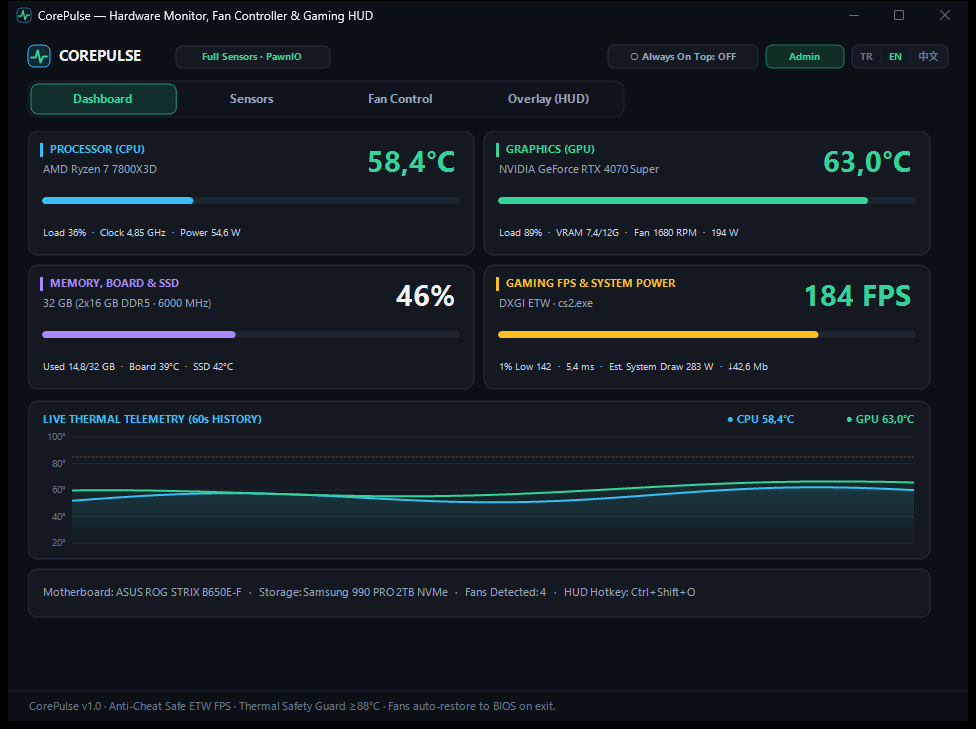 CorePulse — Hardware Monitor, Fan Controller & Gaming HUD
COREPULSE
Full Sensors · PawnIO
Always On Top: OFF
Admin
TR EN 中文
Dashboard
Sensors
Fan Control
Overlay (HUD)
PROCESSOR (CPU)
AMD Ryzen 7 7800X3D
58,4°C
Load 36% · Clock 4,85 GHz · Power 54,6 W
GRAPHICS (GPU)
NVIDIA GeForce RTX 4070 Super
63,0°C
Load 89% · VRAM 7,4/12G · Fan 1680 RPM · 194 W
MEMORY, BOARD & SSD
32 GB (2x16 GB DDR5 · 6000 MHz)
46%
Used 14,8/32 GB · Board 39°C · SSD 42°C
GAMING FPS & SYSTEM POWER
DXGI ETW · cs2.exe
184 FPS
1% Low 142 · 5,4 ms · Est. System Draw 283 W · ↓42,6 Mb
LIVE THERMAL TELEMETRY (60s HISTORY)
● CPU 58,4°C
● GPU 63,0°C
100°
80°
60°
40°
20°
Motherboard: ASUS ROG STRIX B650E-F · Storage: Samsung 990 PRO 2TB NVMe · Fans Detected: 4 · HUD Hotkey: Ctrl+Shift+O
CorePulse v1.0 · Anti-Cheat Safe ETW FPS · Thermal Safety Guard ≥88°C · Fans auto-restore to BIOS on exit.